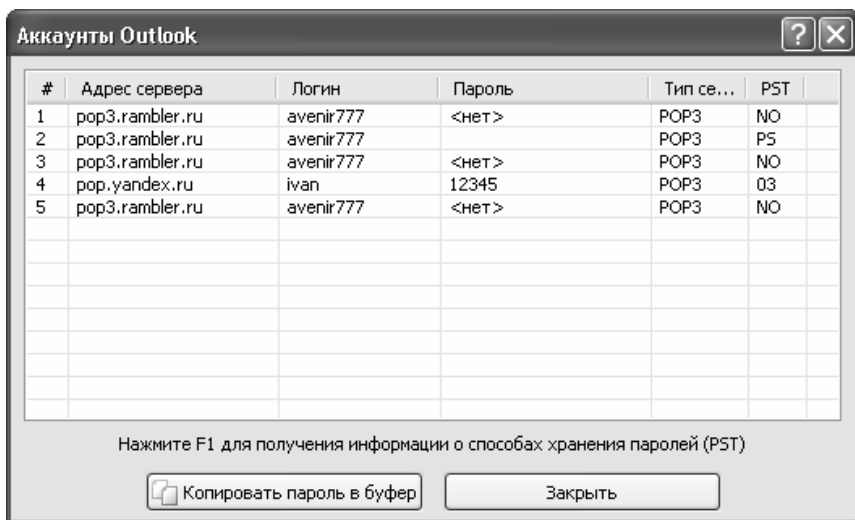 Аккаунты Outlook
# Адрес сервера Логин Пароль Тип се... PST
1 pop3.rambler.ru avenir777 <нет> POP3 NO
2 pop3.rambler.ru avenir777 POP3 PS
3 pop3.rambler.ru avenir777 <нет> POP3 NO
4 pop.yandex.ru ivan 12345 POP3 03
5 pop3.rambler.ru avenir777 <нет> POP3 NO
Нажмите F1 для получения информации о способах хранения паролей (PST)
Копировать пароль в буфер Закрыть